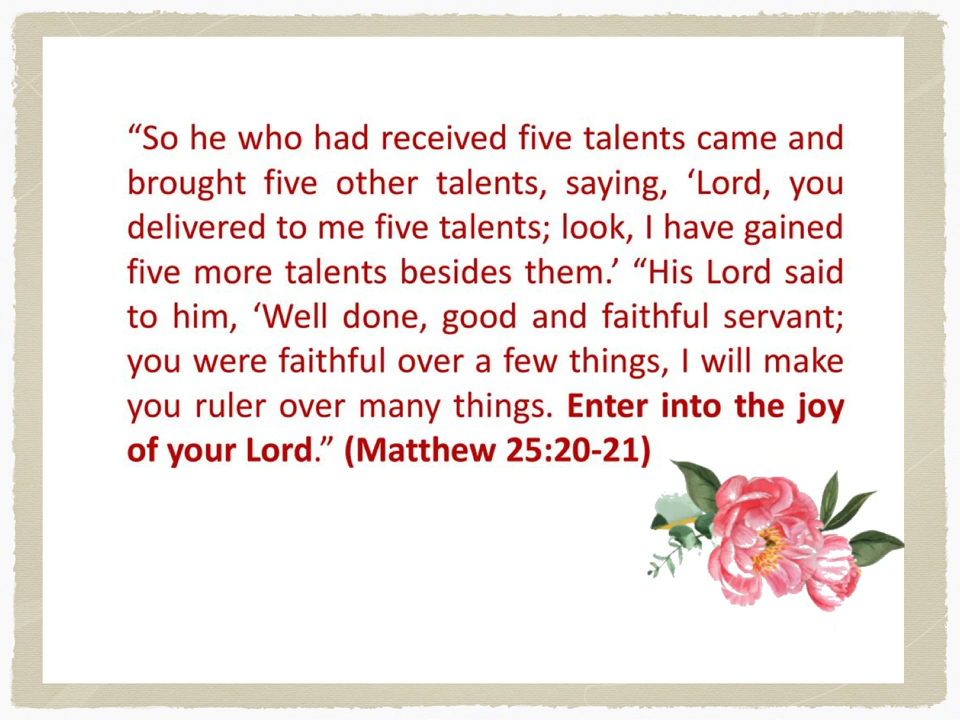 “So he who had received five talents came and
brought five other talents, saying, ‘Lord, you
delivered to me five talents; look, I have gained
five more talents besides them.’ “His Lord said
to him, ‘Well done, good and faithful servant;
you were faithful over a few things, I will make
you ruler over many things. Enter into the joy
of your Lord.” (Matthew 25:20-21)